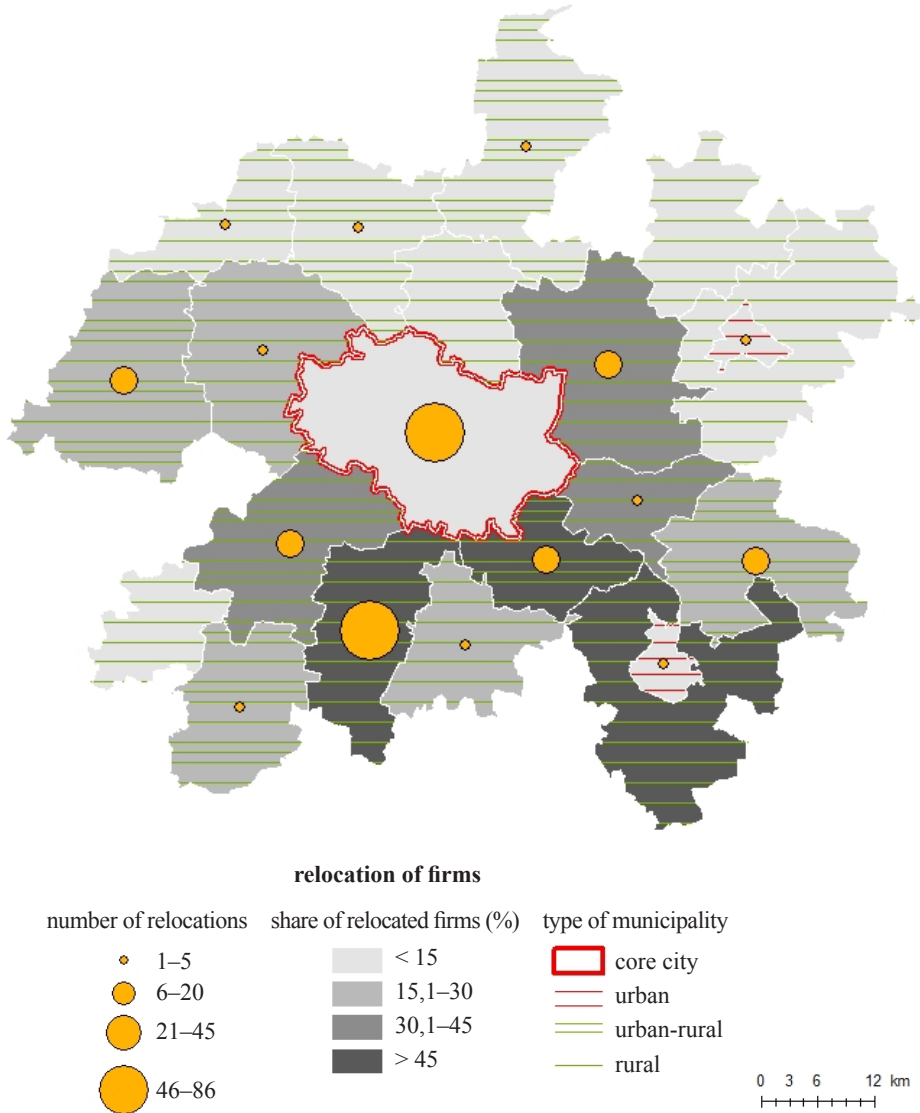 relocation of firms
number of relocations
1–5
6–20
21–45
46–86
share of relocated firms (%)
< 15
15,1–30
30,1–45
> 45
type of municipality
core city
urban
urban-rural
rural
0 3 6 12 km